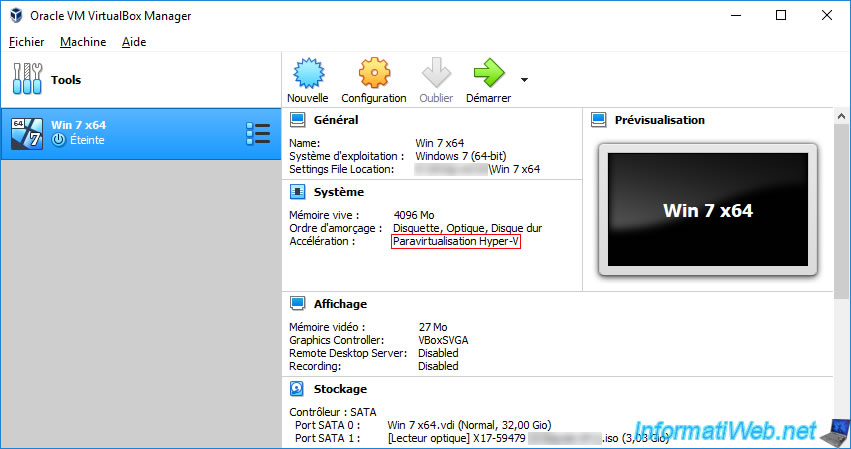 Oracle VM VirtualBox Manager
Fichier Machine Aide
Tools
Nouvelle Configuration Oublier Démarrer
64 7
Win 7 x64
Éteinte
Général
Name: Win 7 x64
Système d'exploitation : Windows 7 (64-bit)
Settings File Location: \Win 7 x64
Système
Mémoire vive : 4096 Mo
Ordre d'amorçage : Disquette, Optique, Disque dur
Accélération : Paravirtualisation Hyper-V
Prévisualisation
Win 7 x64
Affichage
Mémoire vidéo : 27 Mo
Graphics Controller: VBoxSVGA
Remote Desktop Server: Disabled
Recording: Disabled
Stockage
Contrôleur : SATA
Port SATA 0 : Win 7 x64.vdi (Normal, 32,00 Gio)
Port SATA 1 : [Lecteur optique] X17-59479 .iso (3,03 Gio)
InformatiWeb.net